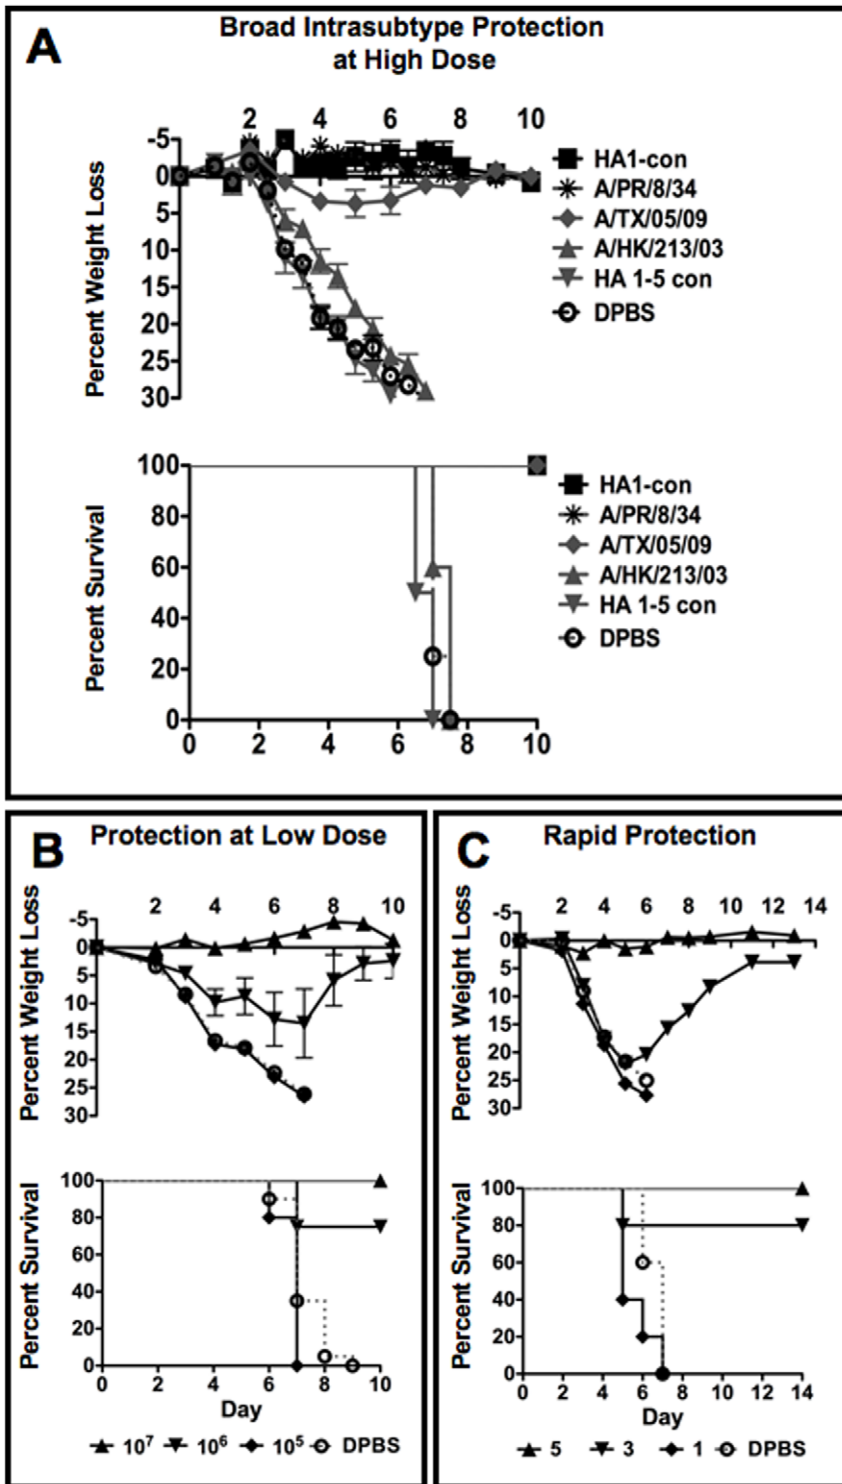 A
Broad Intrasubtype Protection
at High Dose
2 4 6 8 10
-5
0
5
10
15
20
25
30
Percent Weight Loss
HA1-con
A/PR/8/34
A/TX/05/09
A/HK/213/03
HA 1-5 con
DPBS
100
80
60
40
20
0
Percent Survival
0 2 4 6 8 10
HA1-con
A/PR/8/34
A/TX/05/09
A/HK/213/03
HA 1-5 con
DPBS
B
Protection at Low Dose
2 4 6 8 10
-5
0
5
10
15
20
25
30
Percent Weight Loss
100
80
60
40
20
0
Percent Survival
0 2 4 6 8 10
Day
10⁷ 10⁶ 10⁵ DPBS
C
Rapid Protection
2 4 6 8 10 12 14
-5
0
5
10
15
20
25
30
Percent Weight Loss
100
80
60
40
20
0
Percent Survival
0 2 4 6 8 10 12 14
Day
5 3 1 DPBS